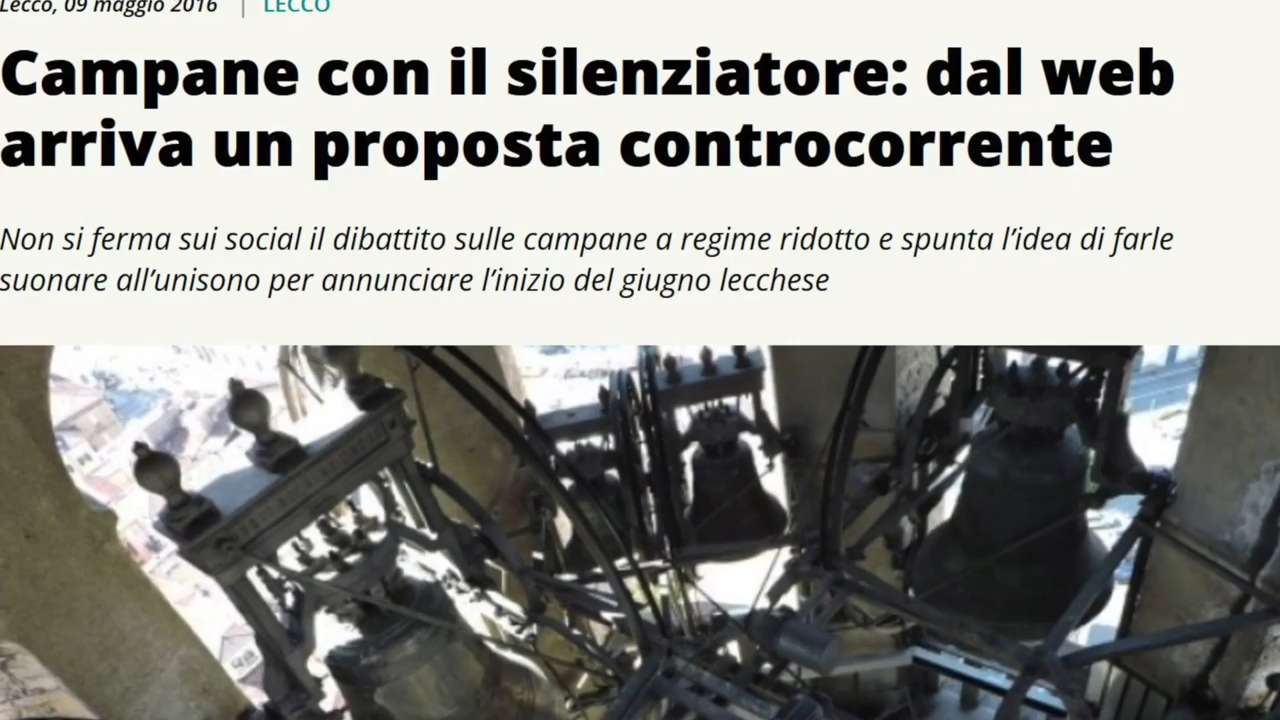 Lecco, 09 maggio 2016 | LECCO
Campane con il silenziatore: dal web
arriva un proposta controcorrente
Non si ferma sui social il dibattito sulle campane a regime ridotto e spunta l’idea di farle
suonare all’unisono per annunciare l’inizio del giugno lecchese